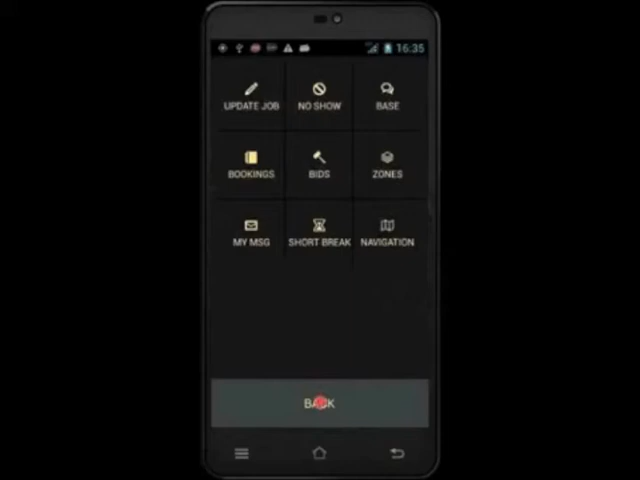 16:35
UPDATE JOB NO SHOW BASE
BOOKINGS BIDS ZONES
MY MSG SHORT BREAK NAVIGATION
BACK